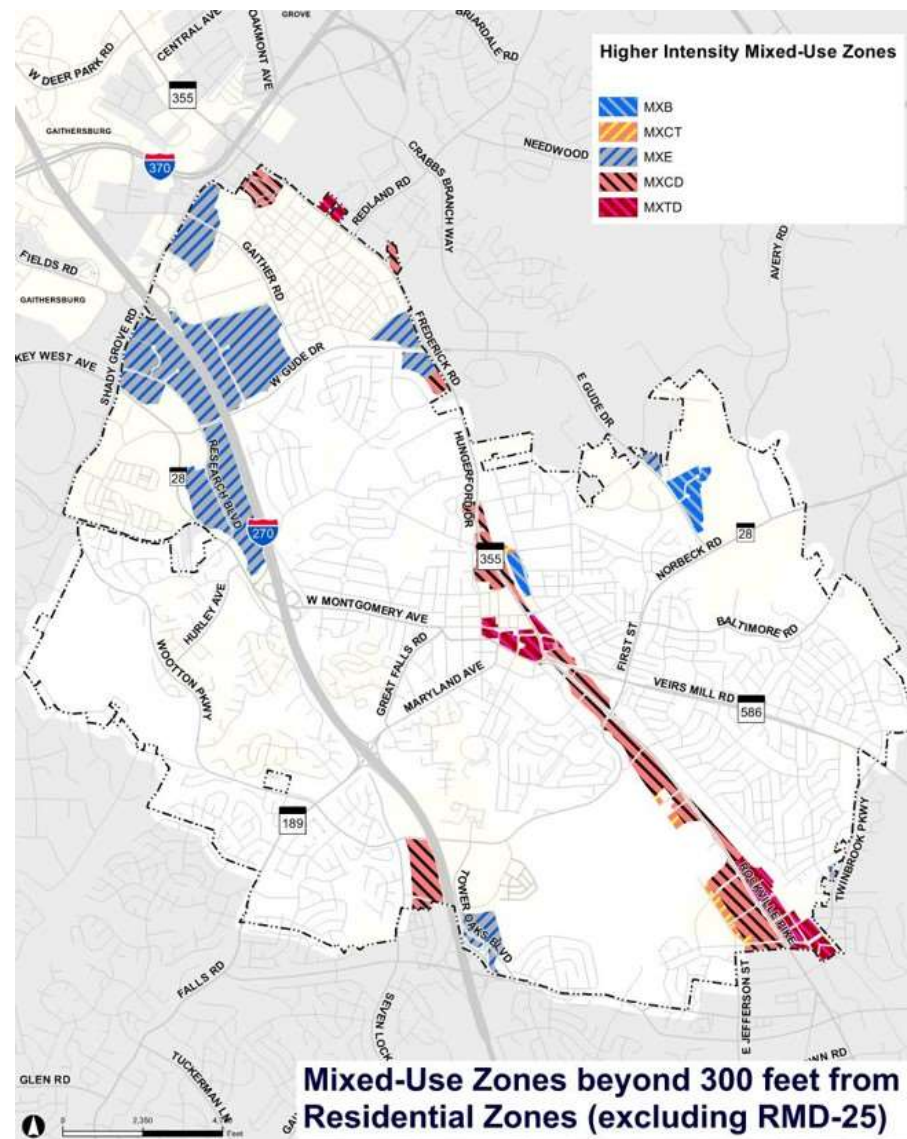 GROVE
BRIARDALE RD
CENTRAL AVE
OAKMONT AVE
W DEER PARK RD
355
Higher Intensity Mixed-Use Zones
MXB
MXCT
MXE
MXCD
MXTD
GAITHERSBURG
370
NEEDWOOD
CRABBS BRANCH WAY
REDLAND RD
AVERY RD
GAITHER RD
FIELDS RD
GAITHERSBURG
SHADY GROVE RD
KEY WEST AVE
W GUDE DR
FREDERICK RD
E GUDE DR
HUNGERFORD DR
RESEARCH BLVD
28
270
355
28
NORBECK RD
HURLEY AVE
W MONTGOMERY AVE
WOOTTON PKWY
GREAT FALLS RD
MARYLAND AVE
FIRST ST
BALTIMORE RD
VEIRS MILL RD
586
189
TWINBROOK PKWY
ROCKVILLE PIKE
TOWER OAKS BLVD
FALLS RD
SEVEN LOCK
E JEFFERSON ST
TUCKERMAN LN
GLEN RD
WN RD
Mixed-Use Zones beyond 300 feet from
Residential Zones (excluding RMD-25)
0
Feet